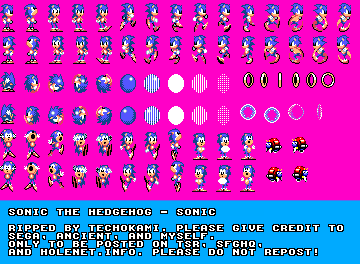 SONIC THE HEDGEHOG - SONIC
RIPPED BY TECHOKAMI. PLEASE GIVE CREDIT TO
SEGA, ANCIENT, AND MYSELF.
ONLY TO BE POSTED ON TSR, SFGHQ,
AND HOLENET.INFO. PLEASE DO NOT REPOST!